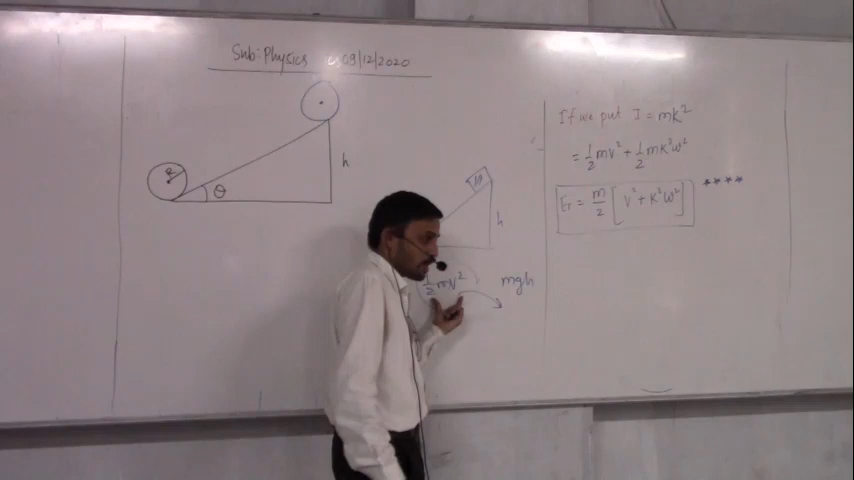 Sub: Physics 09/12/2020
R
θ
h
M
h
½mv² mgh
If we put I = mk²
= ½mv² + ½mk²ω²
E_T = m/2 [v² + k²ω²] ****